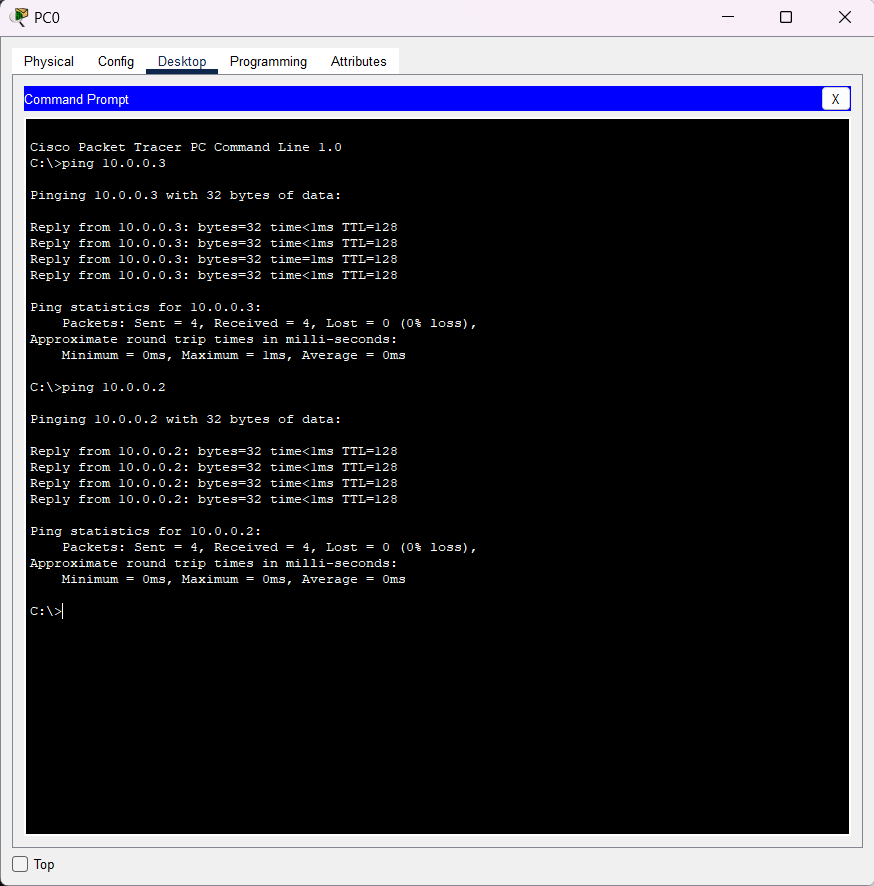 PC0
Physical Config Desktop Programming Attributes
Command Prompt
X
Cisco Packet Tracer PC Command Line 1.0
C:\>ping 10.0.0.3
Pinging 10.0.0.3 with 32 bytes of data:
Reply from 10.0.0.3: bytes=32 time<1ms TTL=128
Reply from 10.0.0.3: bytes=32 time<1ms TTL=128
Reply from 10.0.0.3: bytes=32 time=1ms TTL=128
Reply from 10.0.0.3: bytes=32 time<1ms TTL=128
Ping statistics for 10.0.0.3:
    Packets: Sent = 4, Received = 4, Lost = 0 (0% loss),
Approximate round trip times in milli-seconds:
    Minimum = 0ms, Maximum = 1ms, Average = 0ms
C:\>ping 10.0.0.2
Pinging 10.0.0.2 with 32 bytes of data:
Reply from 10.0.0.2: bytes=32 time<1ms TTL=128
Reply from 10.0.0.2: bytes=32 time<1ms TTL=128
Reply from 10.0.0.2: bytes=32 time<1ms TTL=128
Reply from 10.0.0.2: bytes=32 time<1ms TTL=128
Ping statistics for 10.0.0.2:
    Packets: Sent = 4, Received = 4, Lost = 0 (0% loss),
Approximate round trip times in milli-seconds:
    Minimum = 0ms, Maximum = 0ms, Average = 0ms
C:\>
Top